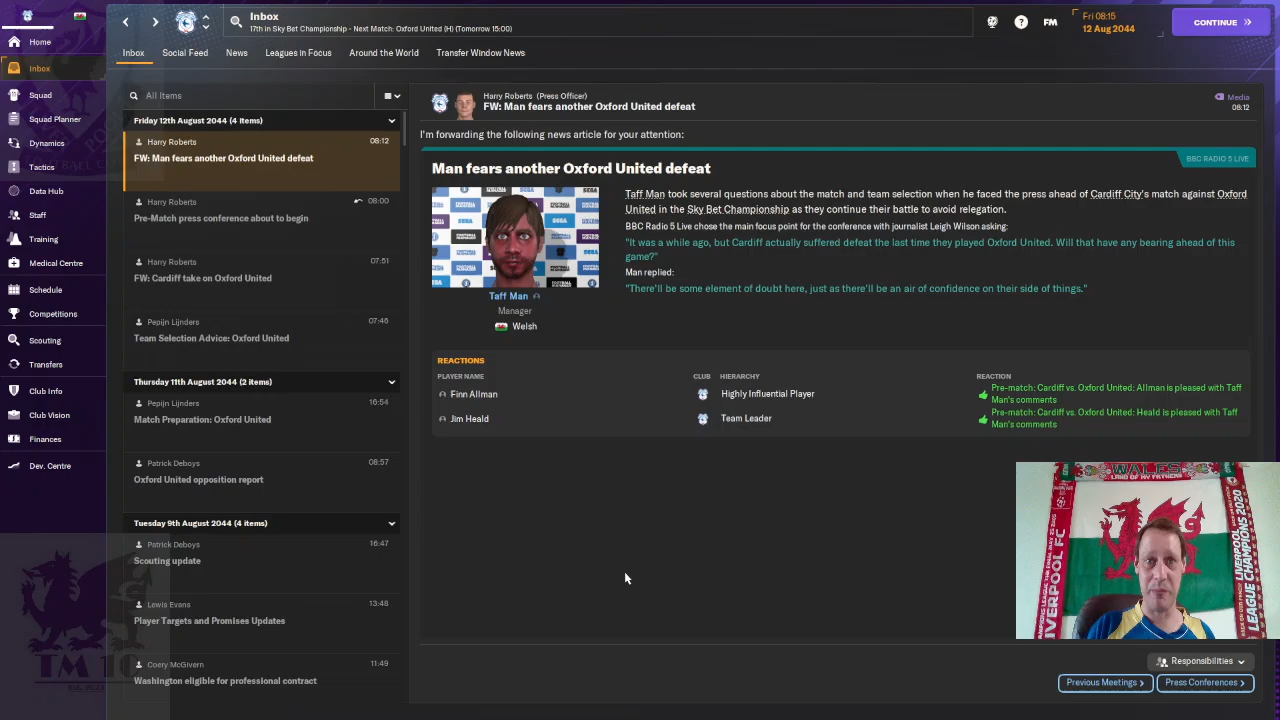 Inbox
17th in Sky Bet Championship - Next Match: Oxford United (H) (Tomorrow 15:00)
FM
Fri 08:15
12 Aug 2044
CONTINUE
Home
Inbox
Squad
Squad Planner
Dynamics
Tactics
Data Hub
Staff
Training
Medical Centre
Schedule
Competitions
Scouting
Transfers
Club Info
Club Vision
Finances
Dev. Centre
Inbox Social Feed News Leagues in Focus Around the World Transfer Window News
All Items
Friday 12th August 2044 (4 items)
Harry Roberts 08:12
FW: Man fears another Oxford United defeat
Harry Roberts 08:00
Pre-Match press conference about to begin
Harry Roberts 07:51
FW: Cardiff take on Oxford United
Pepijn Lijnders 07:46
Team Selection Advice: Oxford United
Thursday 11th August 2044 (2 items)
Pepijn Lijnders 16:54
Match Preparation: Oxford United
Patrick Deboys 08:57
Oxford United opposition report
Tuesday 9th August 2044 (4 items)
Patrick Deboys 16:47
Scouting update
Lewis Evans 13:48
Player Targets and Promises Updates
Coery McGivern 11:49
Washington eligible for professional contract
Harry Roberts (Press Officer)
FW: Man fears another Oxford United defeat
Media
08:12
I'm forwarding the following news article for your attention:
BBC RADIO 5 LIVE
Man fears another Oxford United defeat
Taff Man took several questions about the match and team selection when he faced the press ahead of Cardiff City's match against Oxford
United in the Sky Bet Championship as they continue their battle to avoid relegation.
BBC Radio 5 Live chose the main focus point for the conference with journalist Leigh Wilson asking:
"It was a while ago, but Cardiff actually suffered defeat the last time they played Oxford United. Will that have any bearing ahead of this
game?"
Man replied:
"There'll be some element of doubt here, just as there'll be an air of confidence on their side of things."
SEGA
Taff Man
Manager
Welsh
REACTIONS
PLAYER NAME CLUB HIERARCHY REACTION
Finn Allman Highly Influential Player Pre-match: Cardiff vs. Oxford United: Allman is pleased with Taff
Man's comments
Jim Heald Team Leader Pre-match: Cardiff vs. Oxford United: Heald is pleased with Taff
Man's comments
WALES
LAND OF MY FATHERS
LIVERPOOL FC
LIVERPOOL 2020
LEAGUE CHAMPIONS
Responsibilities
Previous Meetings
Press Conferences
TM10